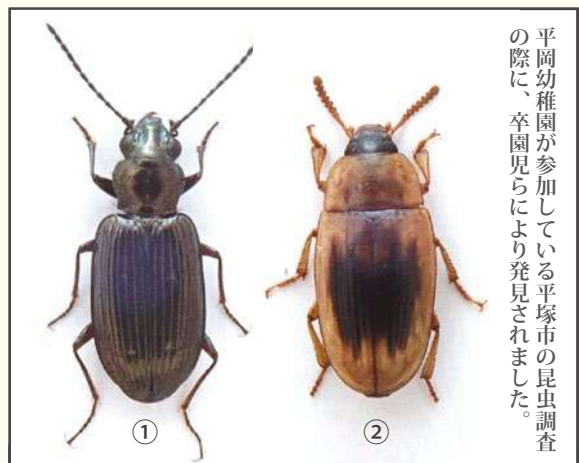 平岡幼稚園が参加している平塚市の昆虫調査
の際に、卒園児らにより発見されました。
①
②